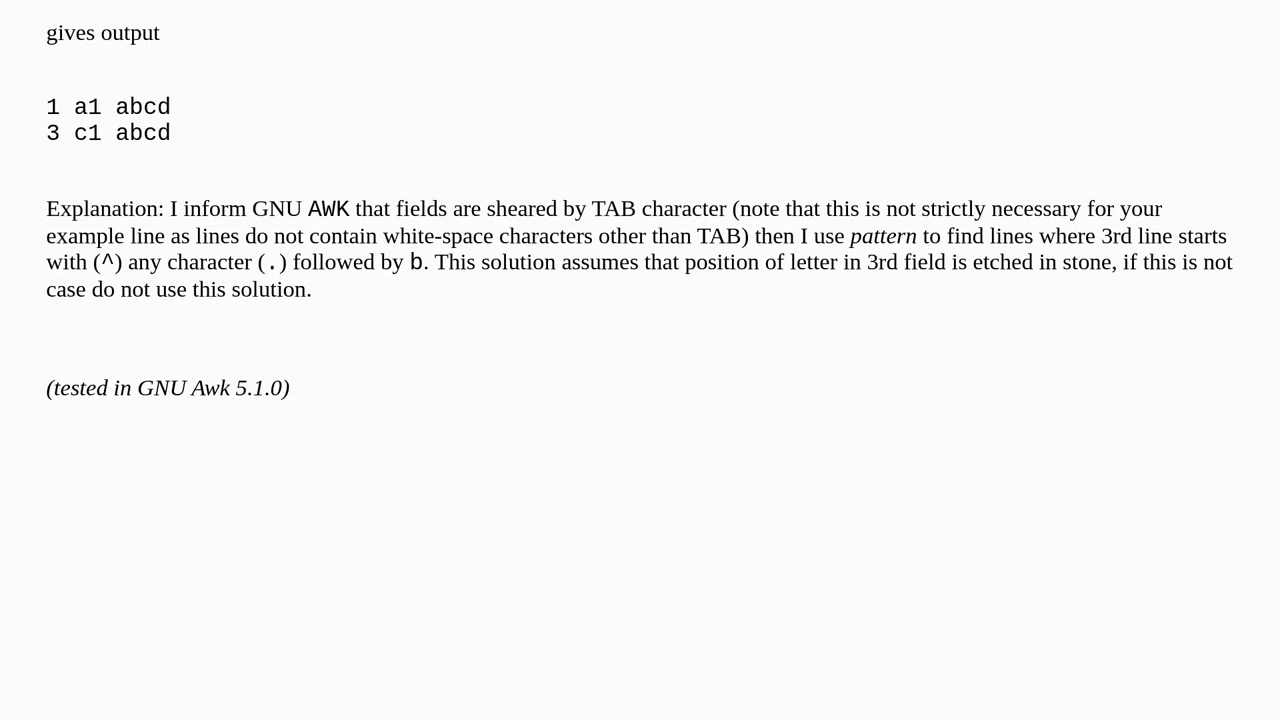 gives output
1 a1 abcd
3 c1 abcd
Explanation: I inform GNU AWK that fields are sheared by TAB character (note that this is not strictly necessary for your
example line as lines do not contain white-space characters other than TAB) then I use pattern to find lines where 3rd line starts
with (^) any character (.) followed by b. This solution assumes that position of letter in 3rd field is etched in stone, if this is not
case do not use this solution.
(tested in GNU Awk 5.1.0)